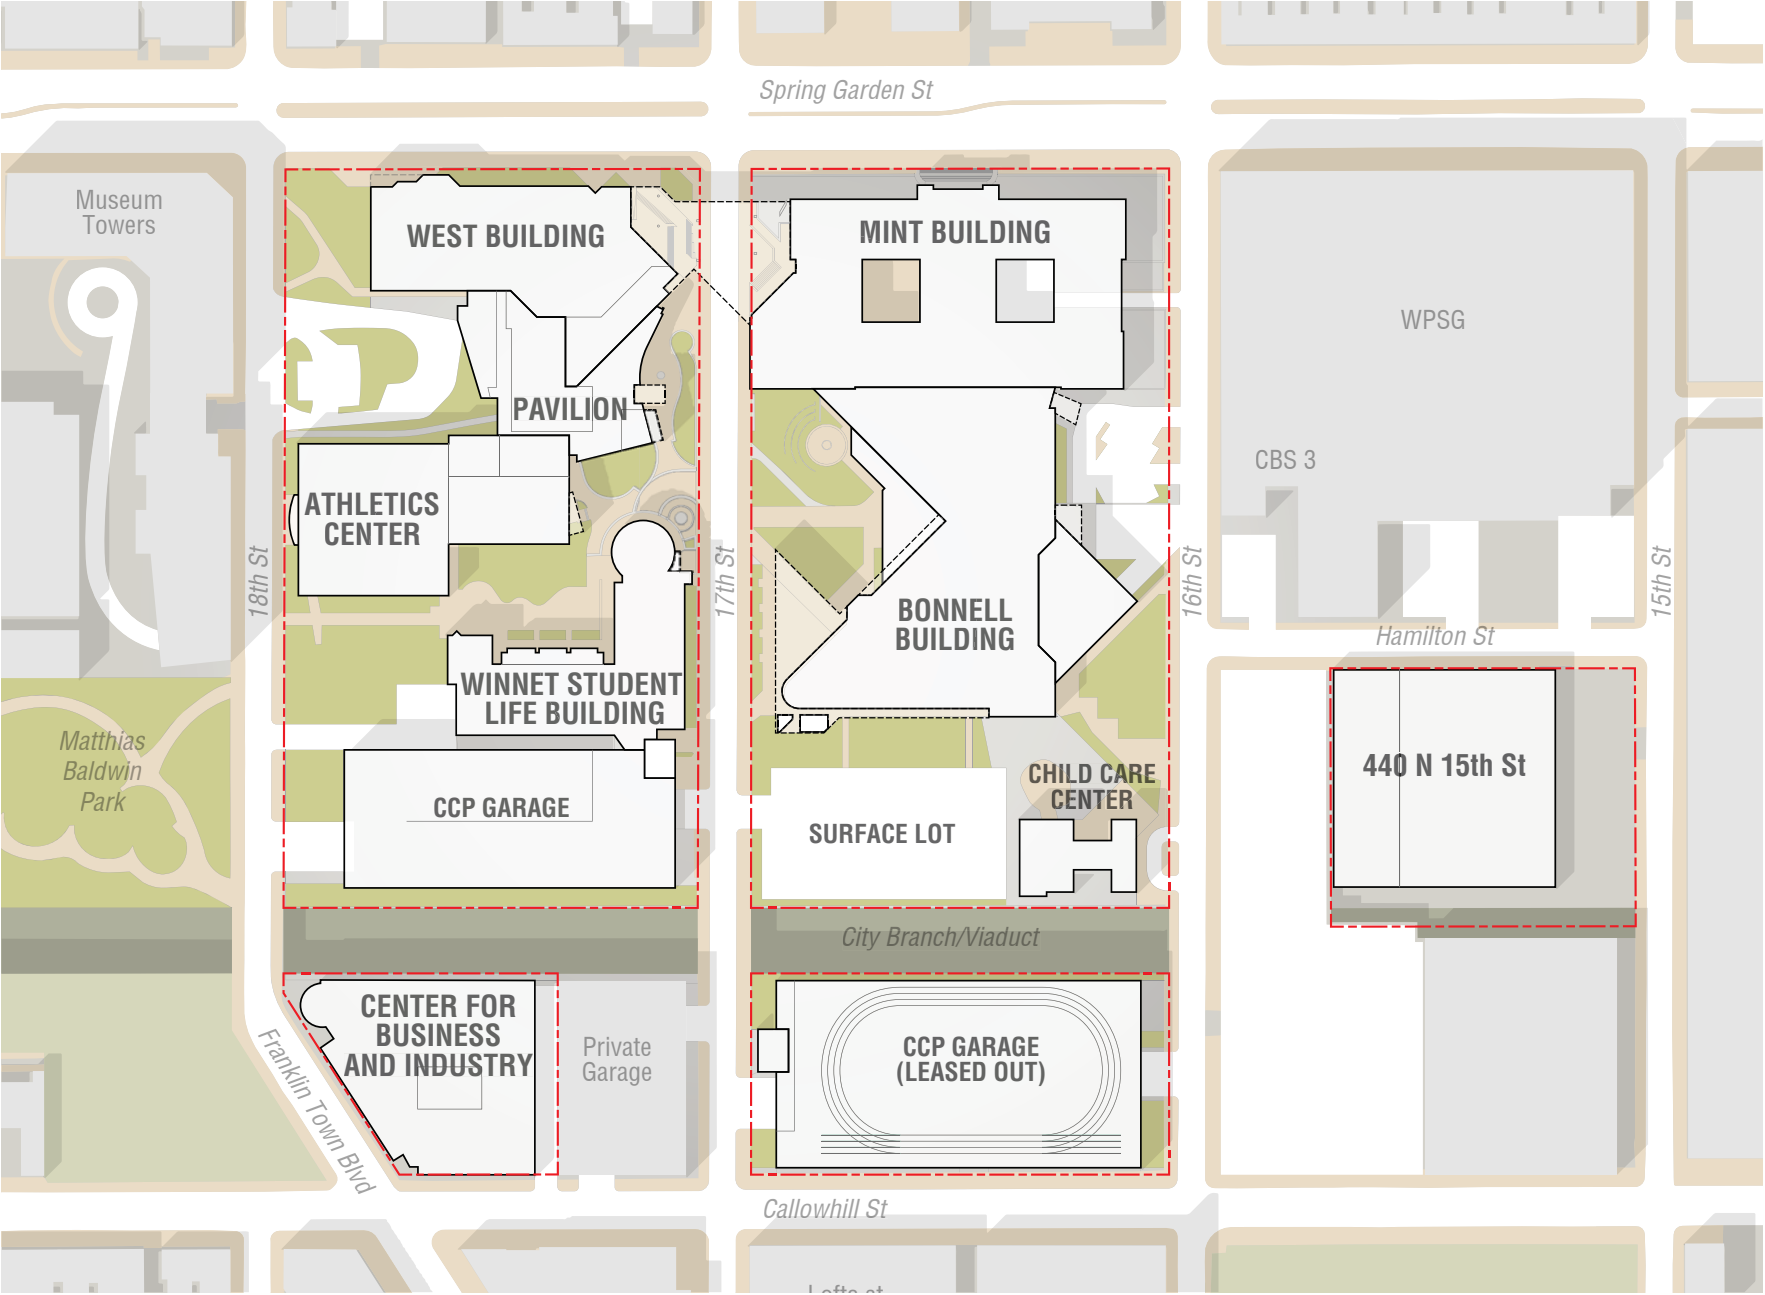 Spring Garden St
Museum
Towers
WEST BUILDING
MINT BUILDING
WPSG
PAVILION
CBS 3
ATHLETICS
CENTER
18th St
17th St
16th St
15th St
BONNELL
BUILDING
Hamilton St
WINNET STUDENT
LIFE BUILDING
Matthias
Baldwin
Park
440 N 15th St
CHILD CARE
CENTER
CCP GARAGE
SURFACE LOT
City Branch/Viaduct
CENTER FOR
BUSINESS
AND INDUSTRY
Private
Garage
CCP GARAGE
(LEASED OUT)
Franklin Town Blvd
Callowhill St